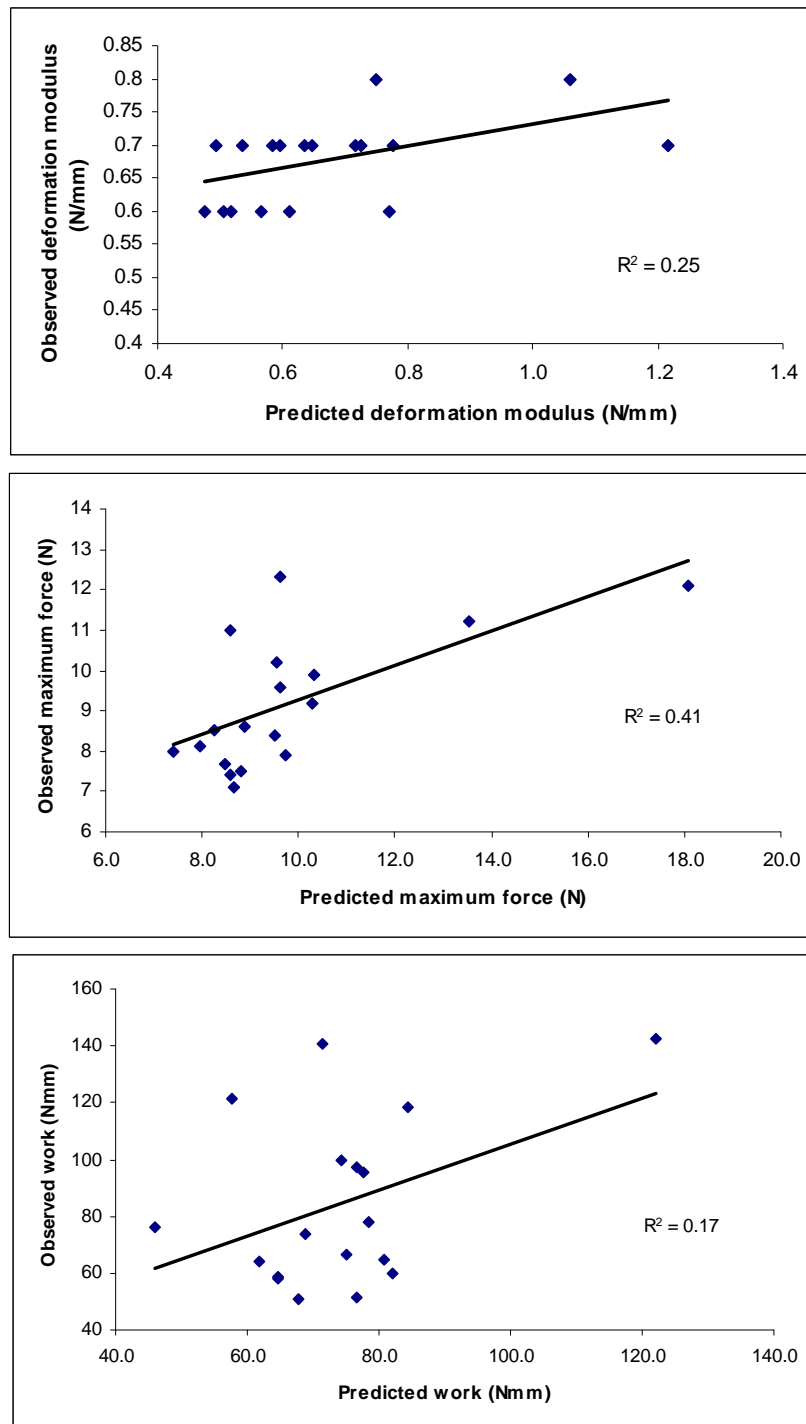 0.85
0.8
0.75
0.7
0.65
0.6
0.55
0.5
0.45
0.4
Observed deformation modulus
(N/mm)
R² = 0.25
0.4 0.6 0.8 1.0 1.2 1.4
Predicted deformation modulus (N/mm)
14
13
12
11
10
9
8
7
6
Observed maximum force (N)
R² = 0.41
6.0 8.0 10.0 12.0 14.0 16.0 18.0 20.0
Predicted maximum force (N)
160
140
120
100
80
60
40
Observed work (Nmm)
R² = 0.17
40.0 60.0 80.0 100.0 120.0 140.0
Predicted work (Nmm)